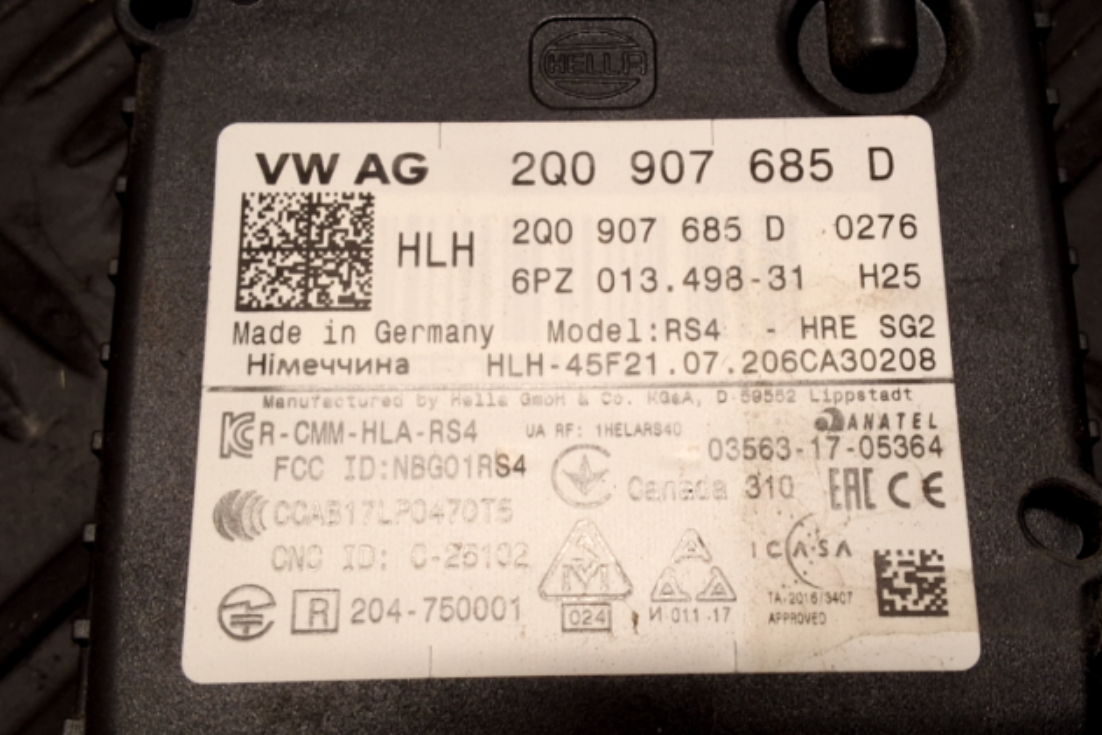 HELLA
VW AG 2Q0 907 685 D
HLH 2Q0 907 685 D 0276
6PZ 013.498-31 H25
Made in Germany Model:RS4 - HRE SG2
Німеччина HLH-45F21.07.206CA30208
Manufactured by Hella GmbH & Co. KGaA, D-59552 Lippstadt
R-CMM-HLA-RS4 UA RF: 1HELARS40 ANATEL
03563-17-05364
FCC ID:NBG01RS4
Canada 310 EAC CE
CCAB17LP0470T5
CNC ID: C-26102
ICASA
TA-2016/3407
APPROVED
R 204-750001 024 И 011 17